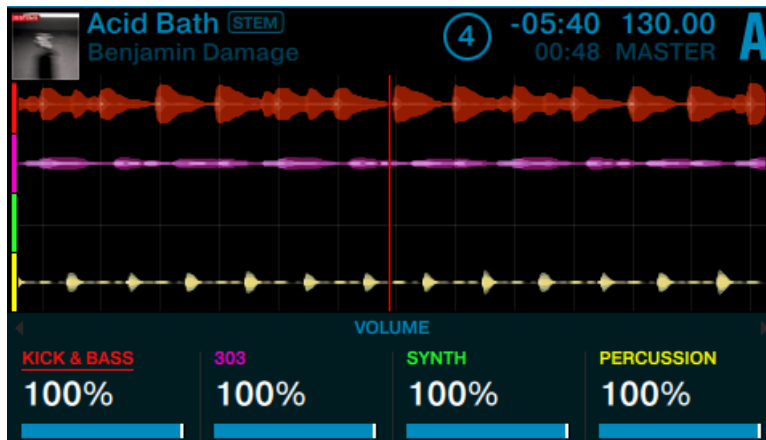 Acid Bath STEM
Benjamin Damage
4
-05:40 130.00
00:48 MASTER
A
VOLUME
KICK & BASS 303 SYNTH PERCUSSION
100% 100% 100% 100%